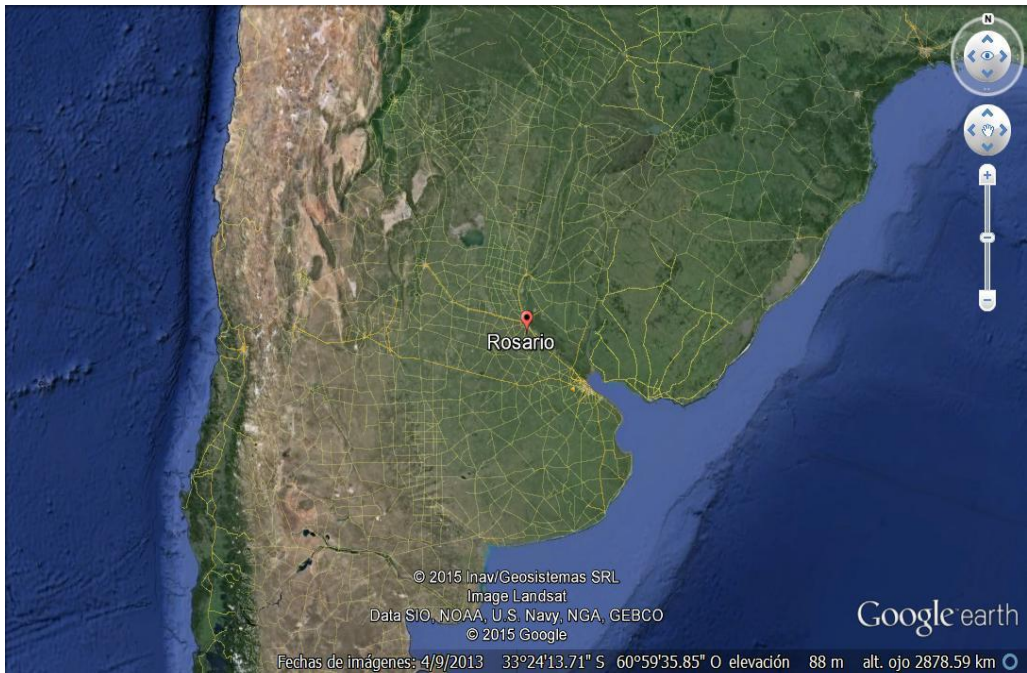 N
Rosario
© 2015 Inav/Geosistemas SRL
Image Landsat
Data SIO, NOAA, U.S. Navy, NGA, GEBCO
© 2015 Google
Google earth
Fechas de imágenes: 4/9/2013 33°24'13.71" S 60°59'35.85" O elevación 88 m alt. ojo 2878.59 km